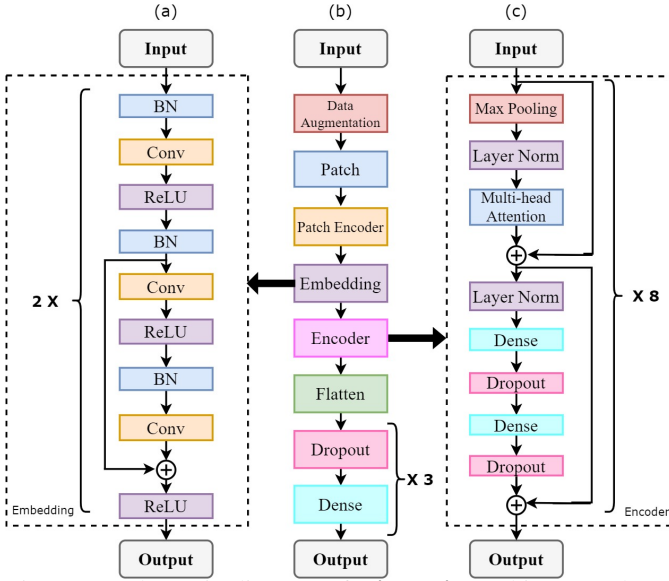 (a)
Input
BN
Conv
ReLU
BN
Conv
ReLU
BN
Conv
ReLU
2 X
Embedding
Output
(b)
Input
Data
Augmentation
Patch
Patch Encoder
Embedding
Encoder
Flatten
Dropout
Dense
X 3
Output
(c)
Input
Max Pooling
Layer Norm
Multi-head
Attention
Layer Norm
Dense
Dropout
Dense
Dropout
X 8
Encoder
Output